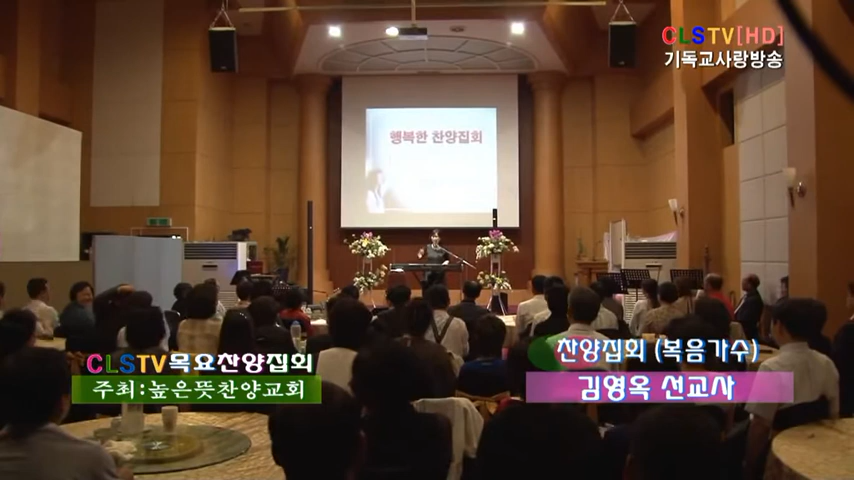 CLSTV[HD]
기독교사랑방송
행복한 찬양집회
CLSTV목요찬양집회
주최:높은뜻찬양교회
찬양집회 (복음가수)
김영옥 선교사